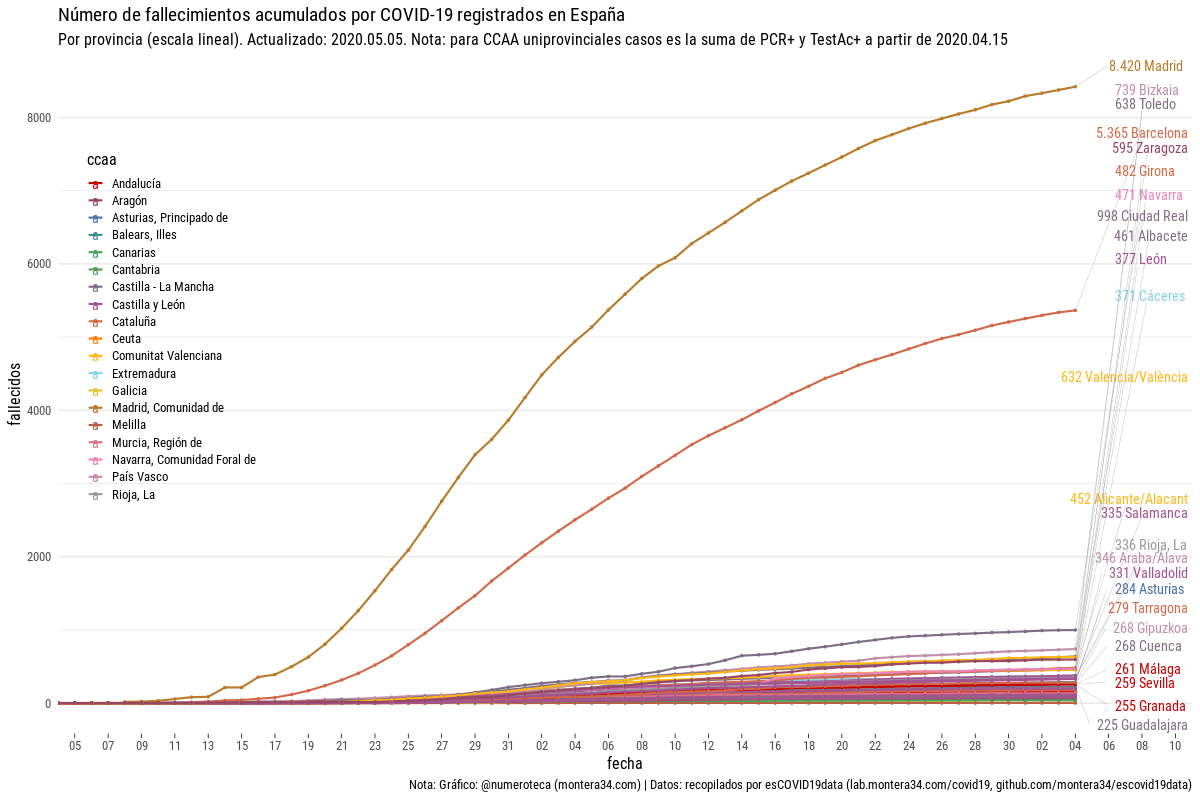 Número de fallecimientos acumulados por COVID-19 registrados en España
Por provincia (escala lineal). Actualizado: 2020.05.05. Nota: para CCAA uniprovinciales casos es la suma de PCR+ y TestAc+ a partir de 2020.04.15
8.420 Madrid
739 Bizkaia
638 Toledo
5.365 Barcelona
595 Zaragoza
482 Girona
471 Navarra
998 Ciudad Real
461 Albacete
377 León
371 Cáceres
632 Valencia/València
452 Alicante/Alacant
335 Salamanca
336 Rioja, La
346 Araba/Álava
331 Valladolid
284 Asturias
279 Tarragona
268 Gipuzkoa
268 Cuenca
261 Málaga
259 Sevilla
255 Granada
225 Guadalajara
ccaa
Andalucía
Aragón
Asturias, Principado de
Balears, Illes
Canarias
Cantabria
Castilla - La Mancha
Castilla y León
Cataluña
Ceuta
Comunitat Valenciana
Extremadura
Galicia
Madrid, Comunidad de
Melilla
Murcia, Región de
Navarra, Comunidad Foral de
País Vasco
Rioja, La
fallecidos
8000
6000
4000
2000
0
05 07 09 11 13 15 17 19 21 23 25 27 29 31 02 04 06 08 10 12 14 16 18 20 22 24 26 28 30 02 04 06 08 10
fecha
Nota: Gráfico: @numeroteca (montera34.com) | Datos: recopilados por esCOVID19data (lab.montera34.com/covid19, github.com/montera34/escovid19data)